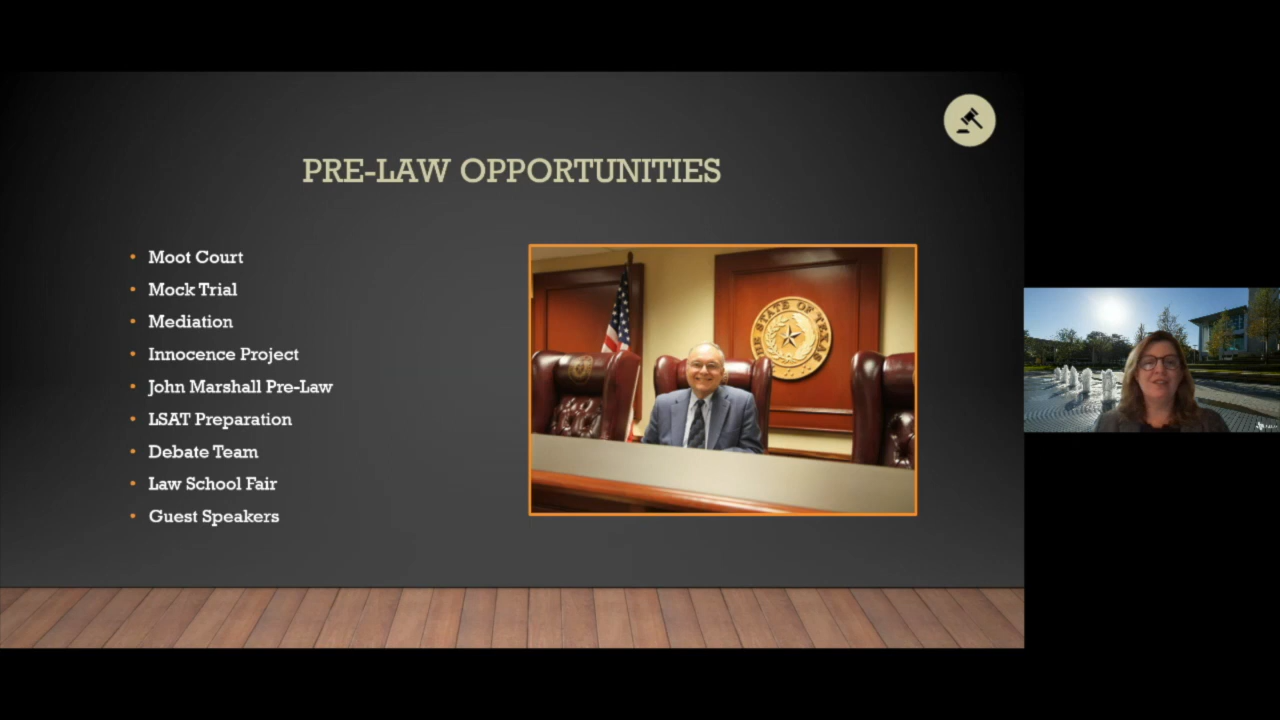 PRE-LAW OPPORTUNITIES
• Moot Court
• Mock Trial
• Mediation
• Innocence Project
• John Marshall Pre-Law
• LSAT Preparation
• Debate Team
• Law School Fair
• Guest Speakers
THE STATE OF TEXAS